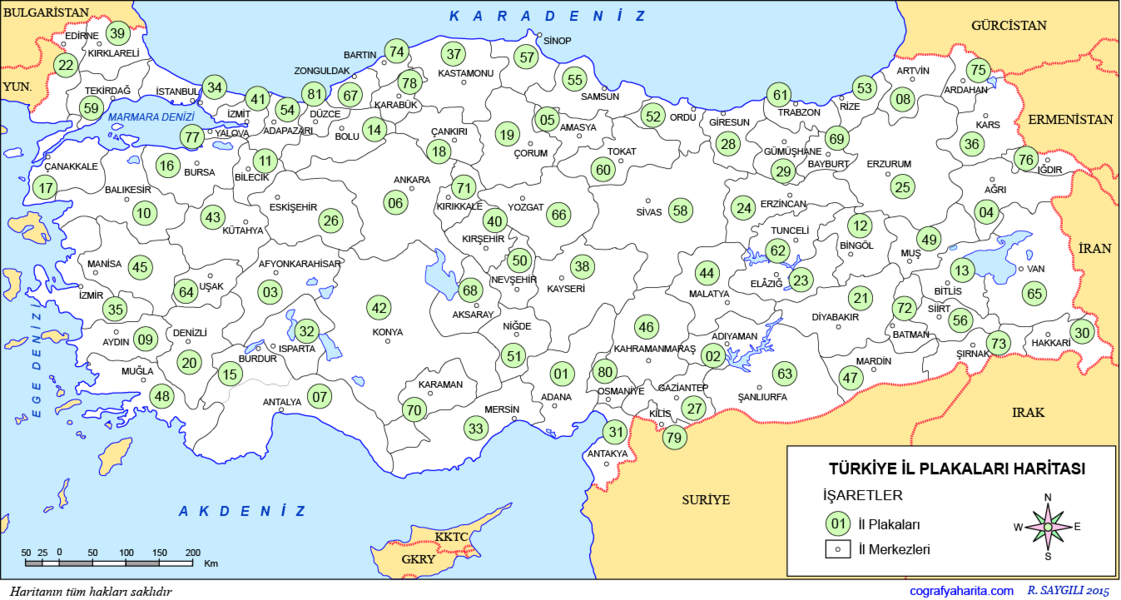 BULGARİSTAN
KARADENİZ
GÜRCİSTAN
EDİRNE
39
KIRKLARELİ
22
YUN.
TEKİRDAĞ
59
İSTANBUL
34
MARMARA DENİZİ
41
İZMİT
54
ADAPAZARI
81
DÜZCE
77
YALOVA
ZONGULDAK
67
BARTIN
74
78
KARABÜK
37
KASTAMONU
57
SİNOP
55
SAMSUN
BOLU
14
ÇANKIRI
18
19
ÇORUM
05
AMASYA
TOKAT
60
52
ORDU
GİRESUN
28
61
TRABZON
53
RİZE
ARTVİN
08
75
ARDAHAN
KARS
36
ERMENİSTAN
76
IĞDIR
GÜMÜŞHANE
29
69
BAYBURT
ERZURUM
25
AĞRI
04
ÇANAKKALE
17
BALIKESİR
10
16
BURSA
11
BİLECİK
ESKİŞEHİR
26
43
KÜTAHYA
ANKARA
06
71
KIRIKKALE
YOZGAT
66
40
KIRŞEHİR
SİVAS
58
24
ERZİNCAN
TUNCELİ
62
12
BİNGÖL
49
MUŞ
13
BİTLİS
VAN
65
İRAN
MANİSA
45
İZMİR
35
64
UŞAK
AFYONKARAHİSAR
03
42
KONYA
68
AKSARAY
50
NEVŞEHİR
38
KAYSERİ
44
MALATYA
ELAZIĞ
23
21
DİYABAKIR
72
BATMAN
SİİRT
56
73
ŞIRNAK
HAKKARİ
30
EGE DENİZİ
AYDIN
09
DENİZLİ
20
MUĞLA
48
BURDUR
15
32
ISPARTA
ANTALYA
07
KARAMAN
70
MERSİN
33
NİĞDE
51
01
ADANA
80
OSMANİYE
46
KAHRAMANMARAŞ
ADIYAMAN
02
GAZİANTEP
27
KİLİS
79
63
ŞANLIURFA
MARDİN
47
31
ANTAKYA
AKDENİZ
KKTC
GKRY
SURİYE
IRAK
TÜRKİYE İL PLAKALARI HARİTASI
İŞARETLER
01 İl Plakaları
İl Merkezleri
N
W E
S
50 25 0 50 100 150 200
Km
Haritanın tüm hakları saklıdır
cografyaharita.com R. SAYGILI 2015